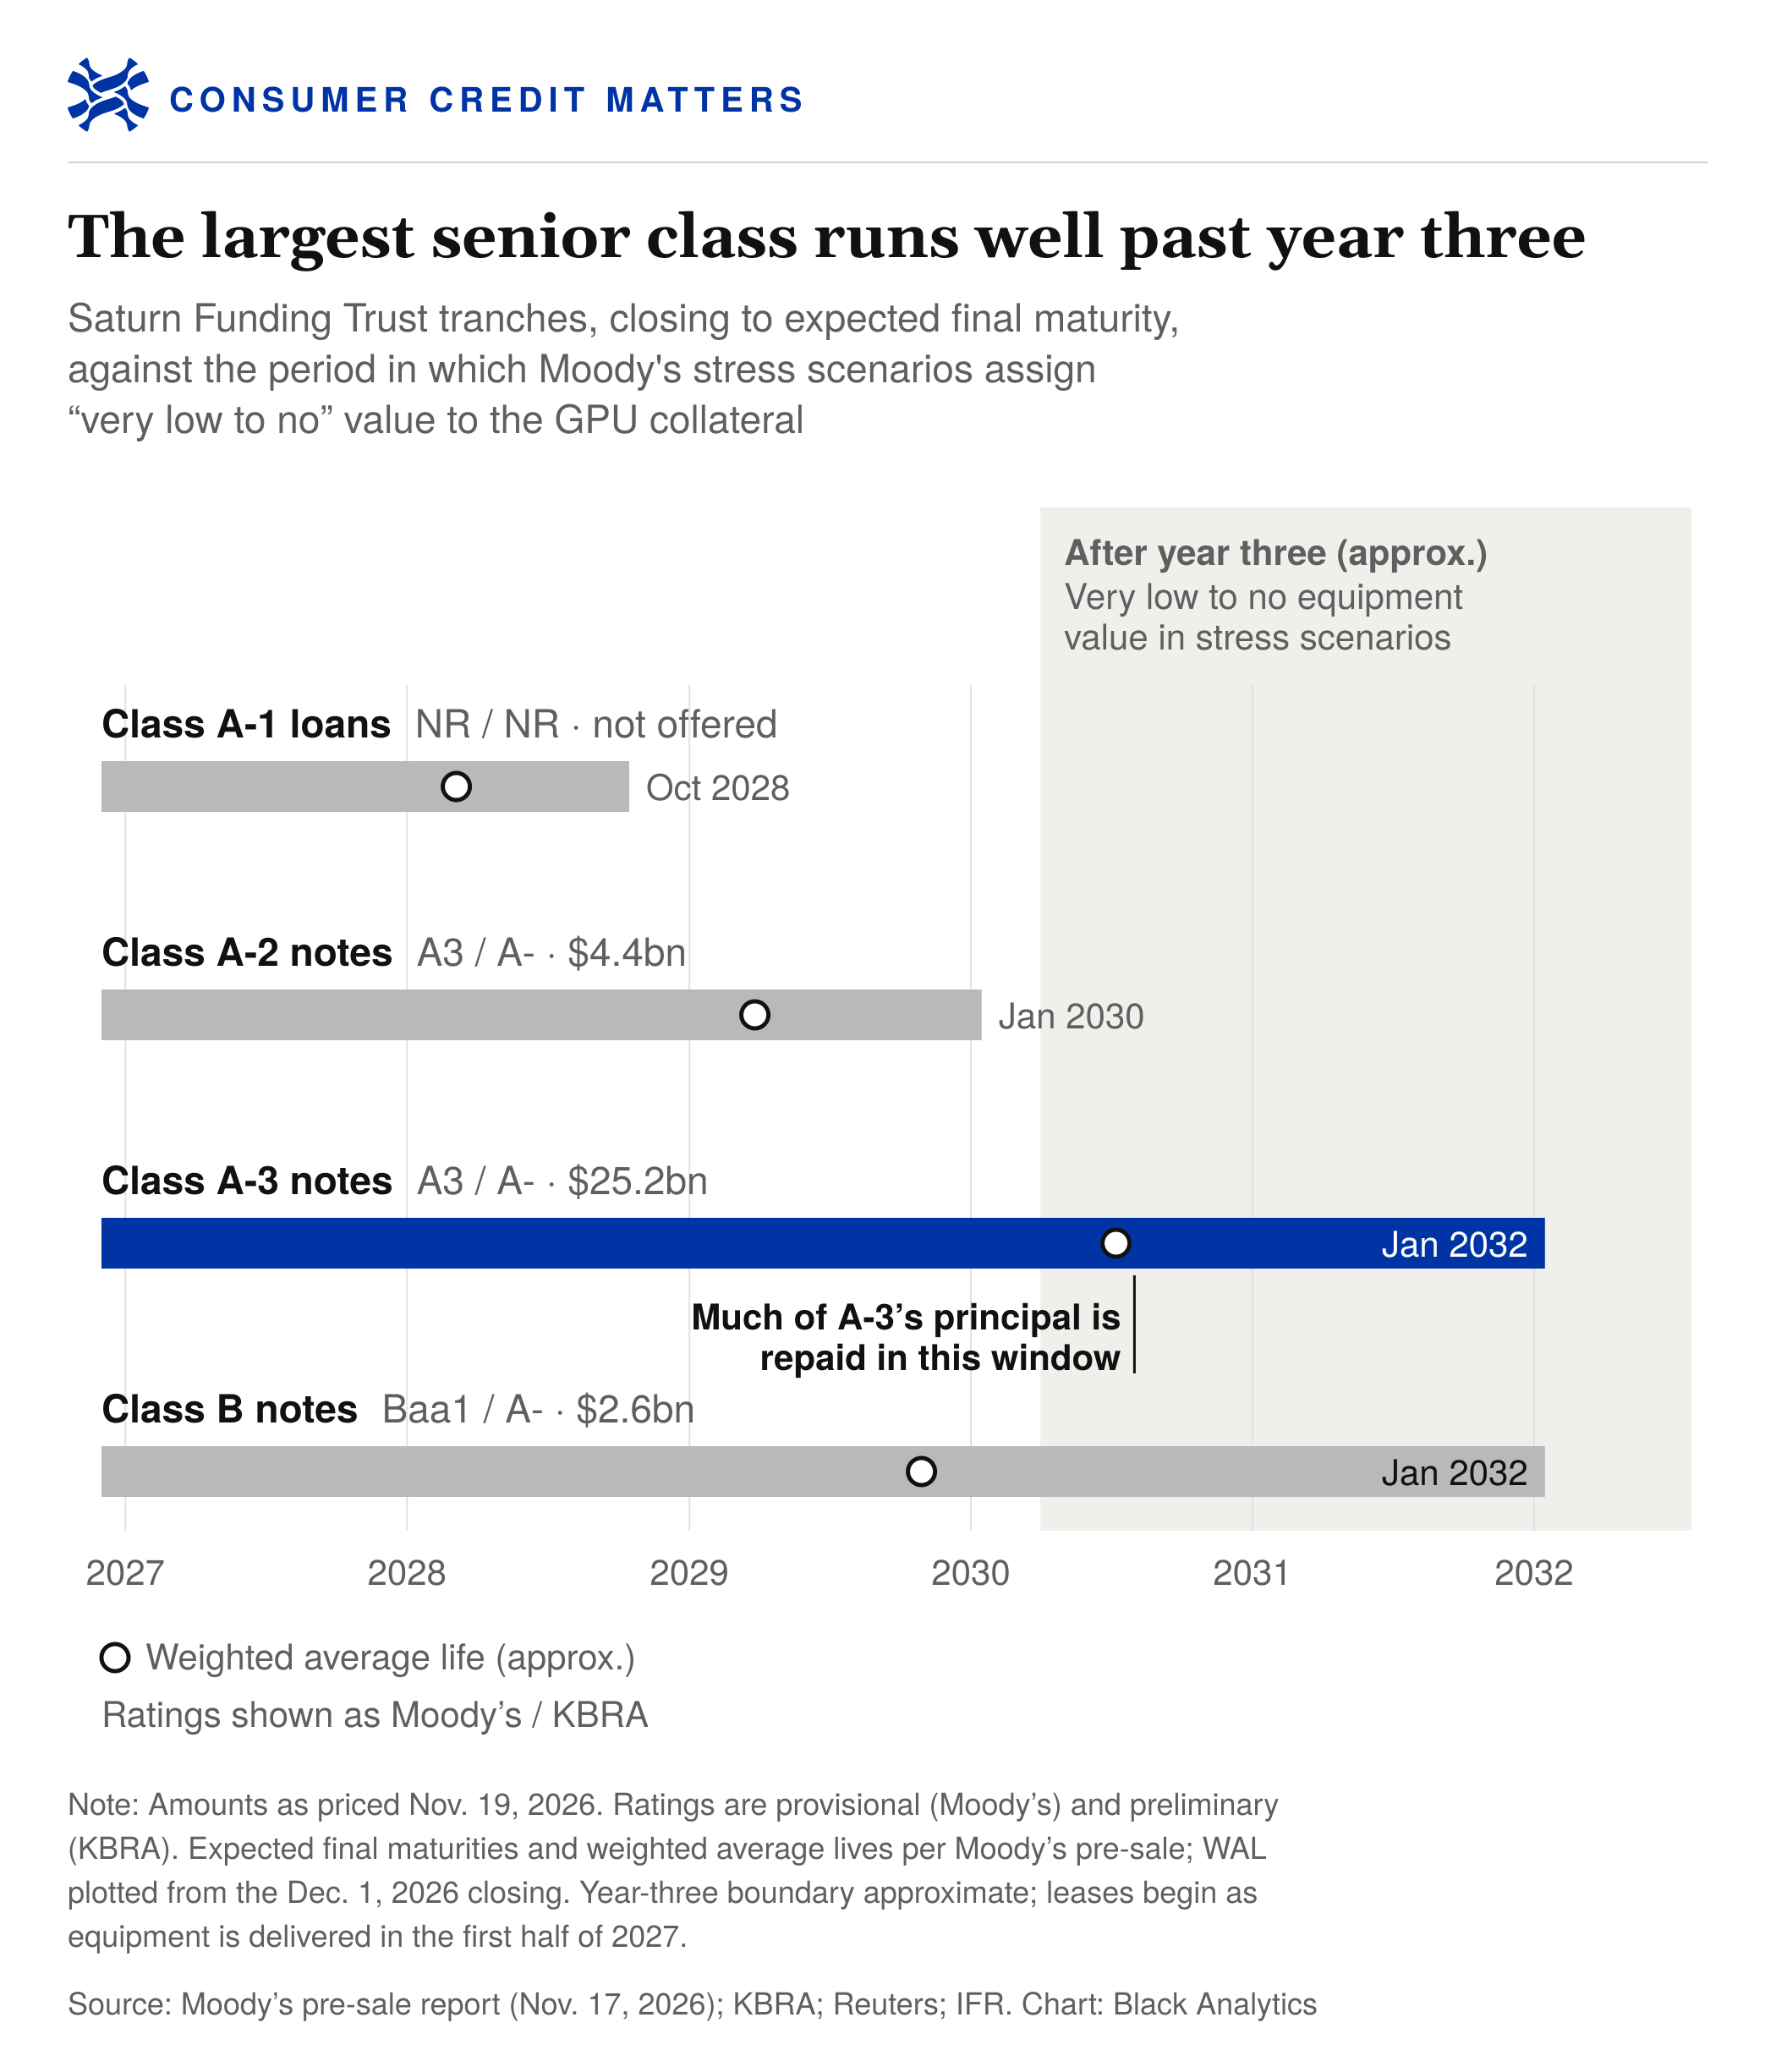 CONSUMER CREDIT MATTERS
The largest senior class runs well past year three
Saturn Funding Trust tranches, closing to expected final maturity,
against the period in which Moody's stress scenarios assign
“very low to no” value to the GPU collateral
After year three (approx.)
Very low to no equipment
value in stress scenarios
Class A-1 loans NR / NR · not offered
Oct 2028
Class A-2 notes A3 / A- · $4.4bn
Jan 2030
Class A-3 notes A3 / A- · $25.2bn
Jan 2032
Much of A-3’s principal is
repaid in this window
Class B notes Baa1 / A- · $2.6bn
Jan 2032
2027 2028 2029 2030 2031 2032
Weighted average life (approx.)
Ratings shown as Moody’s / KBRA
Note: Amounts as priced Nov. 19, 2026. Ratings are provisional (Moody’s) and preliminary
(KBRA). Expected final maturities and weighted average lives per Moody’s pre-sale; WAL
plotted from the Dec. 1, 2026 closing. Year-three boundary approximate; leases begin as
equipment is delivered in the first half of 2027.
Source: Moody’s pre-sale report (Nov. 17, 2026); KBRA; Reuters; IFR. Chart: Black Analytics